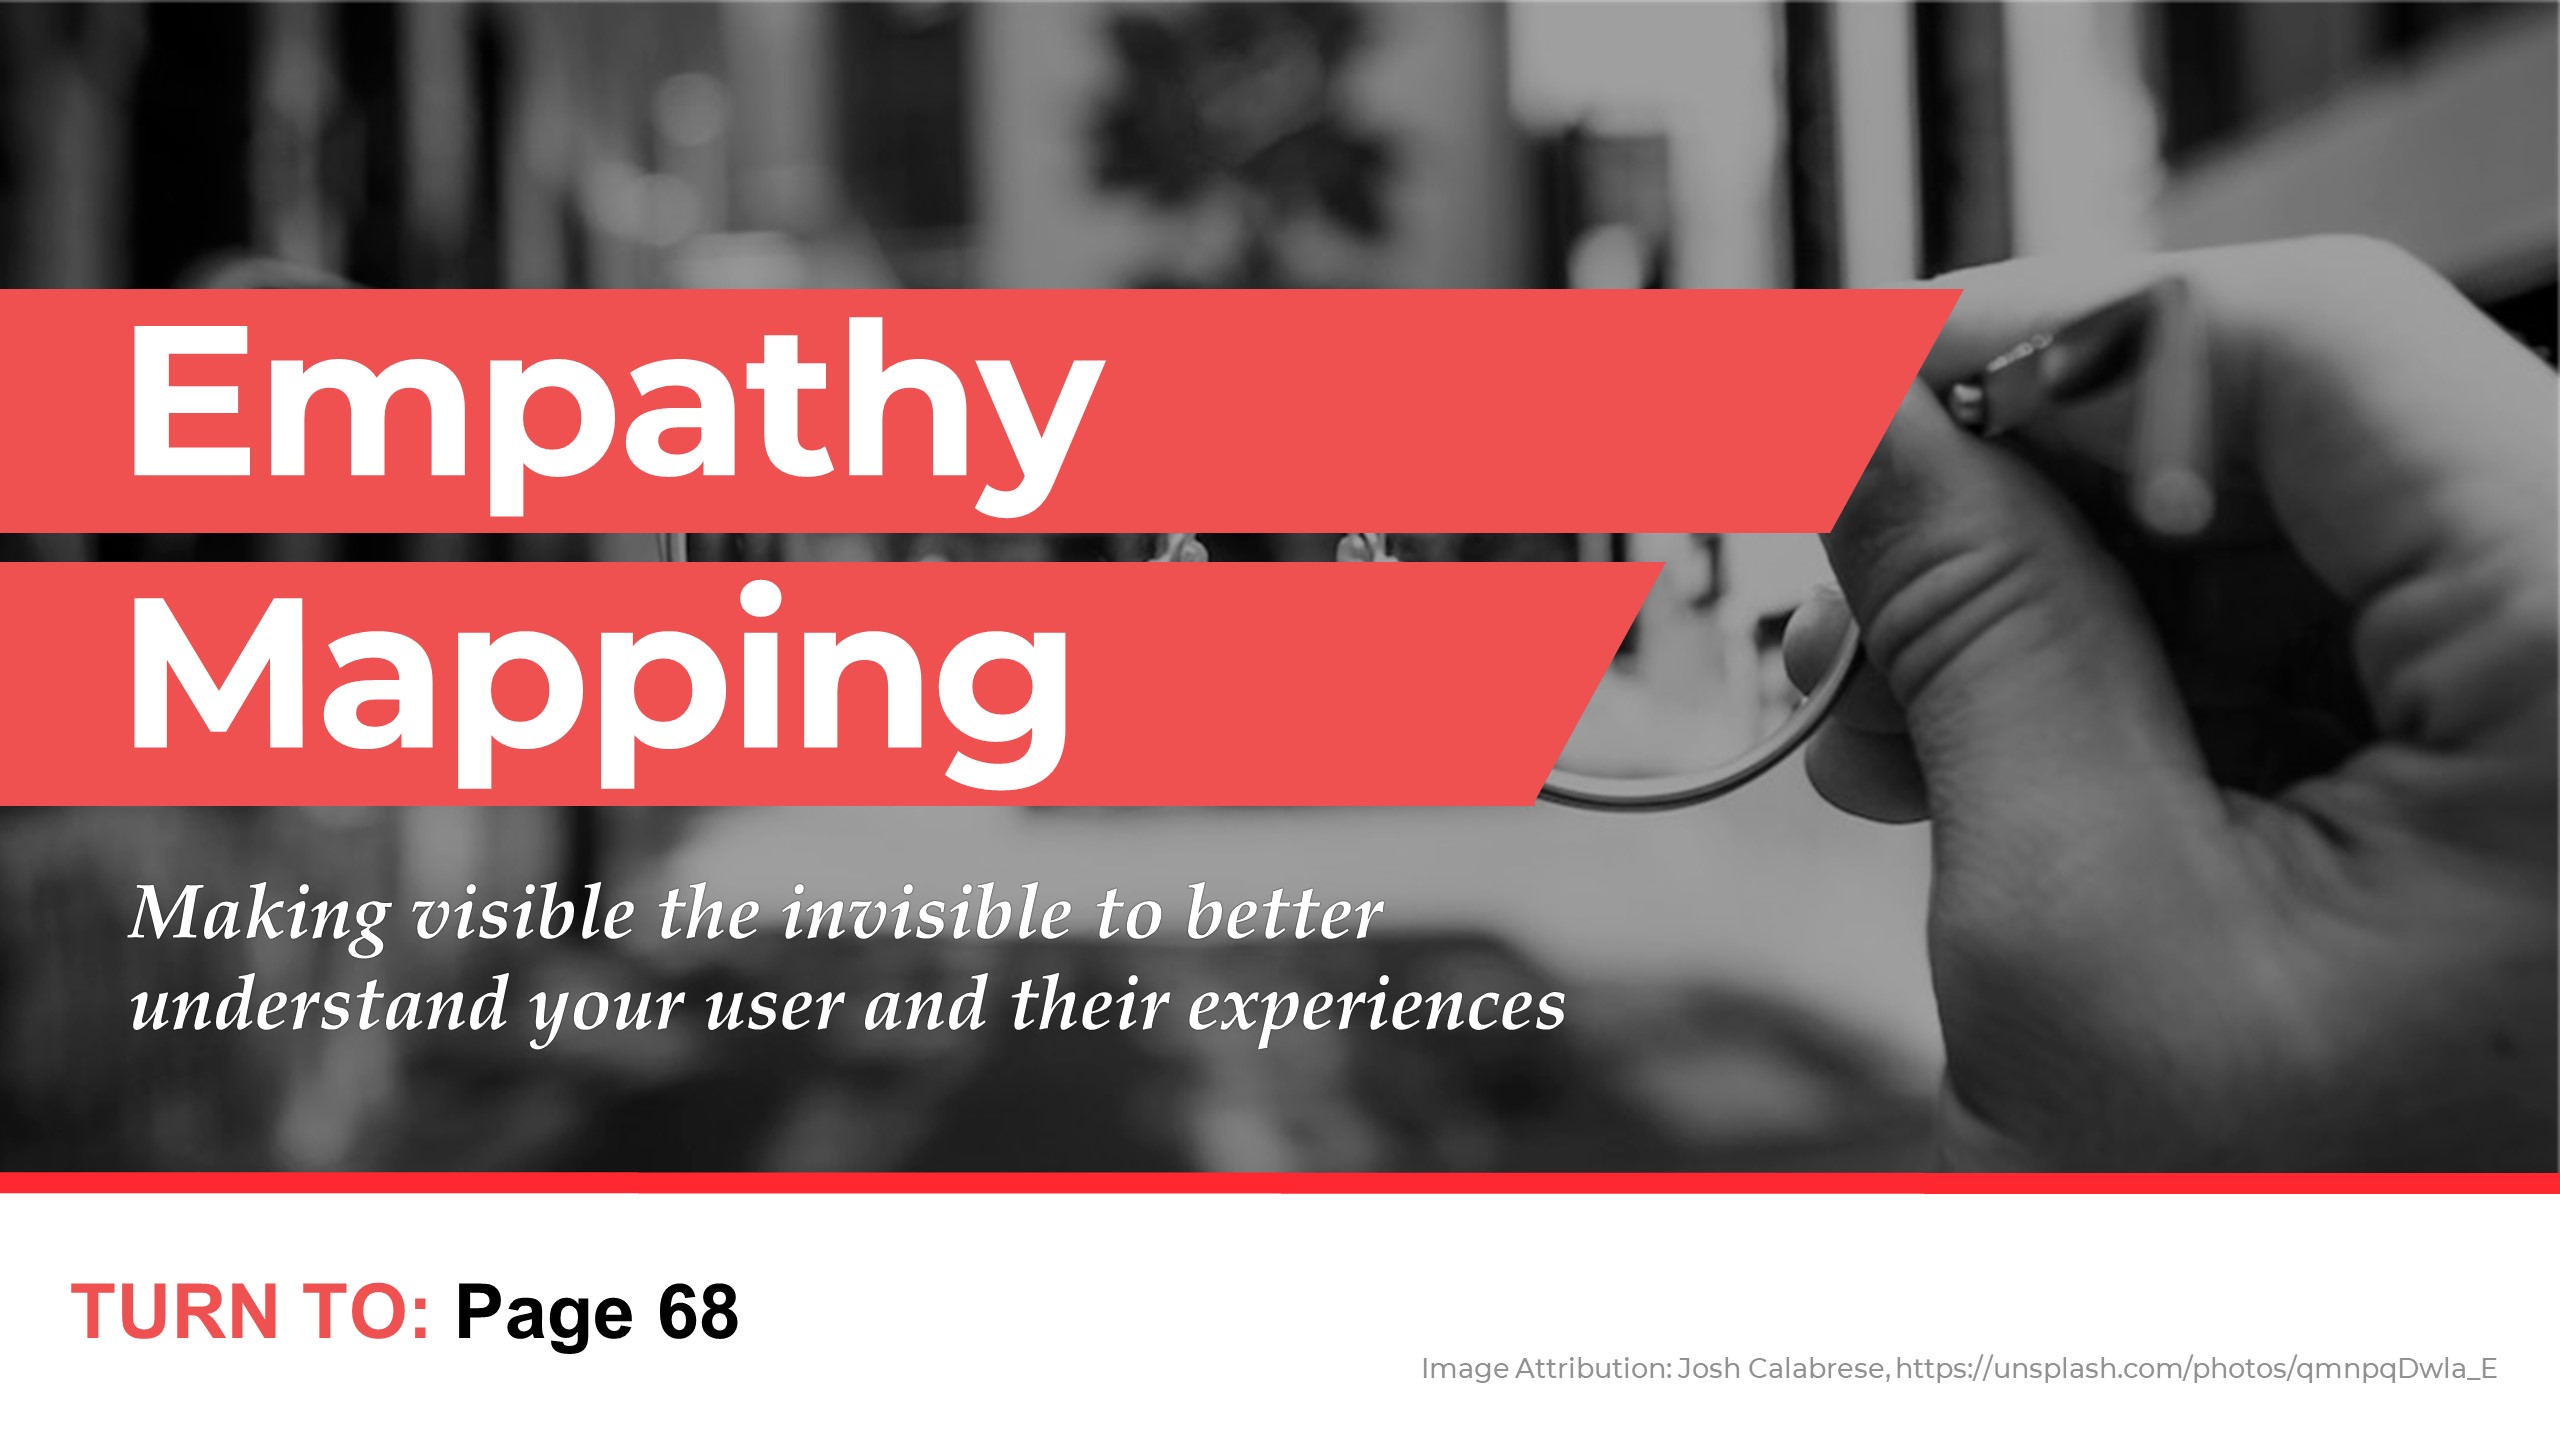 Empathy
Mapping
Making visible the invisible to better
understand your user and their experiences
TURN TO: Page 68
Image Attribution: Josh Calabrese, https://unsplash.com/photos/qmnpqDwla_E